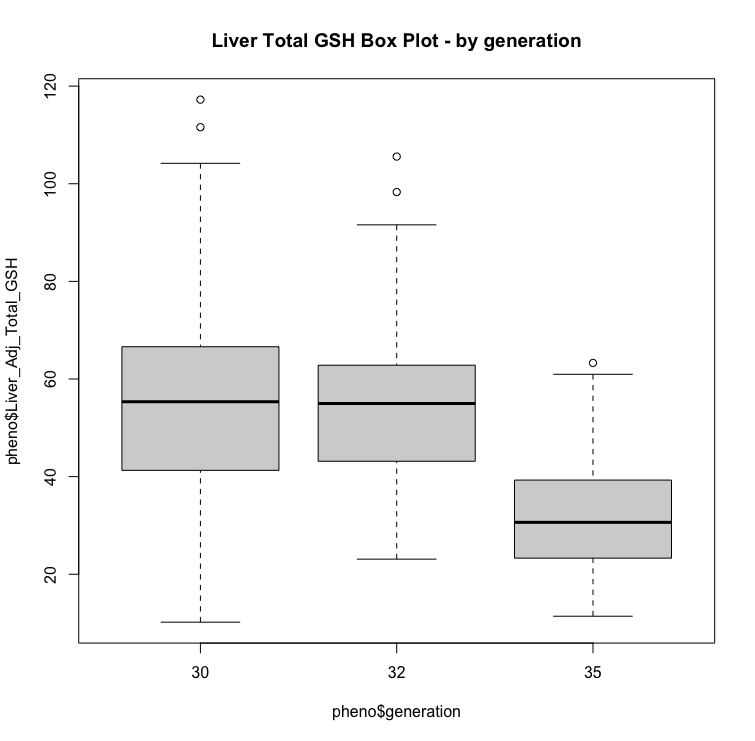 Liver Total GSH Box Plot - by generation
pheno$Liver_Adj_Total_GSH
120
100
80
60
40
20
30 32 35
pheno$generation